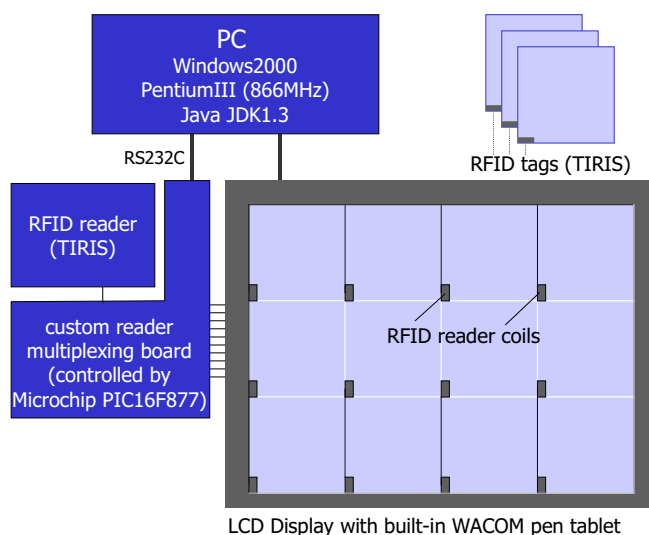 PC
Windows2000
PentiumIII (866MHz)
Java JDK1.3
RS232C
RFID tags (TIRIS)
RFID reader
(TIRIS)
custom reader
multiplexing board
(controlled by
Microchip PIC16F877)
RFID reader coils
LCD Display with built-in WACOM pen tablet